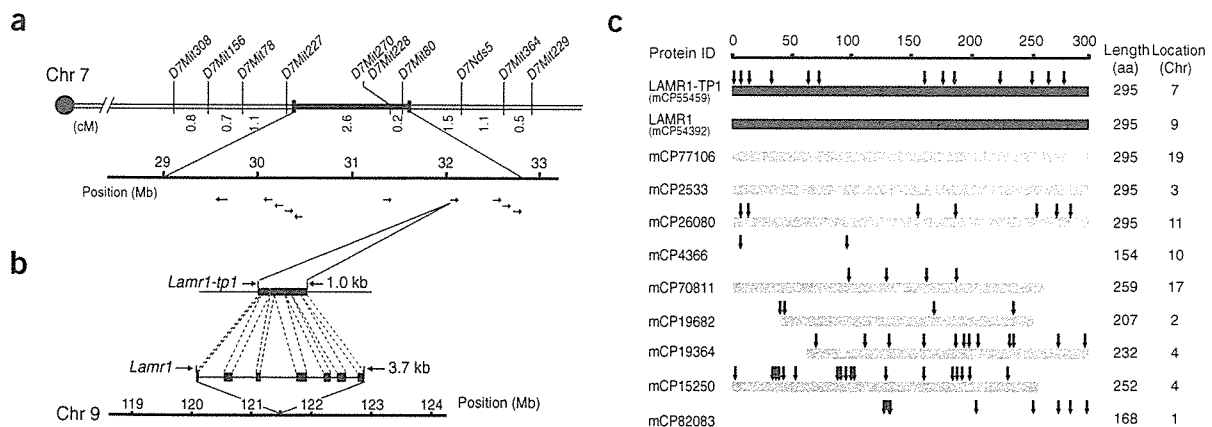 a
Chr 7
D7Mit308
D7Mit156
D7Mit78
D7Mit227
D7Mit270
D7Mit228
D7Mit80
D7Nds5
D7Mit364
D7Mit229
(cM)
0.8
0.7
1.1
2.6
0.2
1.5
1.1
0.5
29 30 31 32 33
Position (Mb)
b
Lamr1-tp1
1.0 kb
Lamr1
3.7 kb
Chr 9
119 120 121 122 123 124
Position (Mb)
c
Protein ID 0 50 100 150 200 250 300 Length (aa) Location (Chr)
LAMR1-TP1 (mCP55459) 295 7
LAMR1 (mCP54392) 295 9
mCP77106 295 19
mCP2533 295 3
mCP26080 295 11
mCP4366 154 10
mCP70811 259 17
mCP19682 207 2
mCP19364 232 4
mCP15250 252 4
mCP82083 168 1